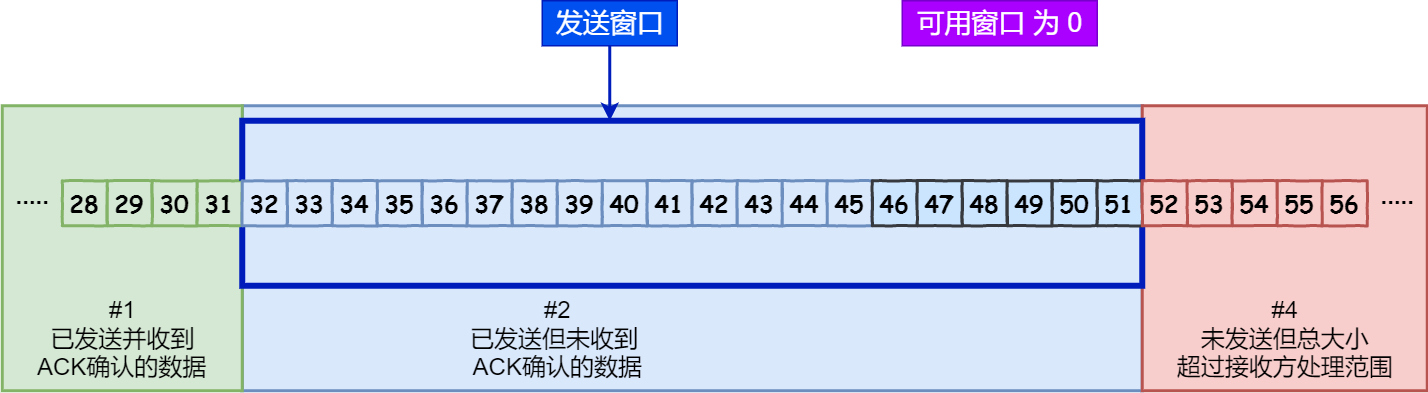 发送窗口
可用窗口 为 0
····· 28 29 30 31 32 33 34 35 36 37 38 39 40 41 42 43 44 45 46 47 48 49 50 51 52 53 54 55 56 ·····
#1
已发送并收到
ACK确认的数据
#2
已发送但未收到
ACK确认的数据
#4
未发送但总大小
超过接收方处理范围